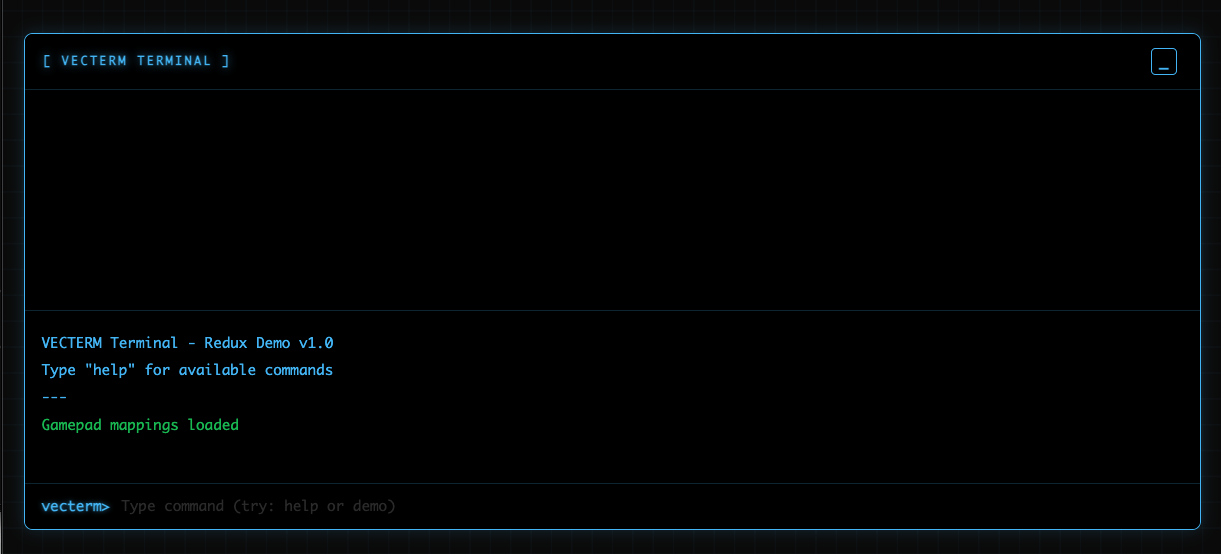 [ VECTERM TERMINAL ]
_
VECTERM Terminal - Redux Demo v1.0
Type "help" for available commands
---
Gamepad mappings loaded
vecterm> Type command (try: help or demo)